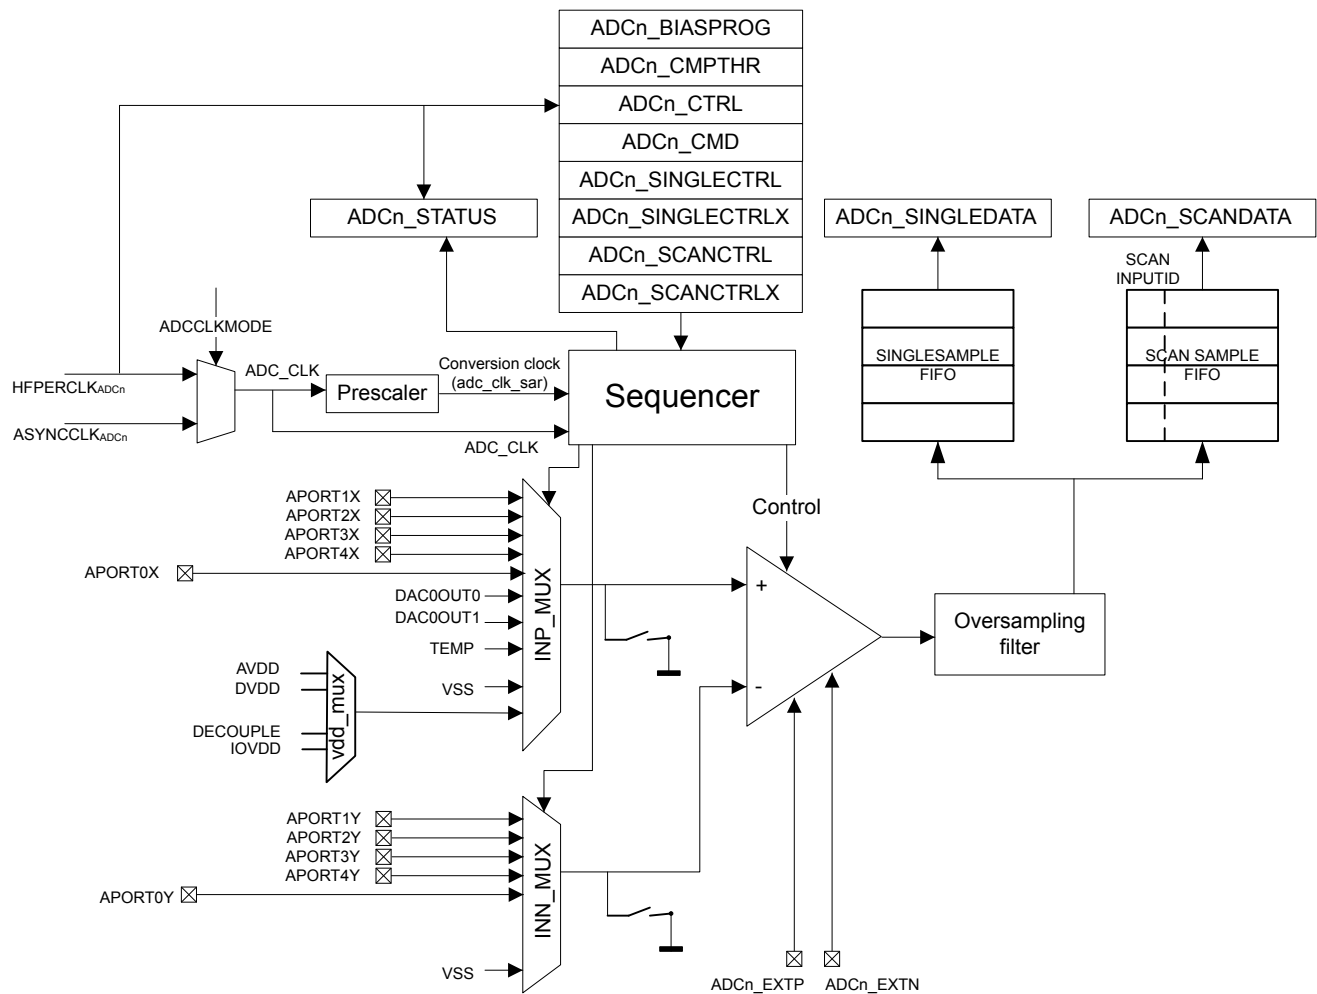 ADCn_BIASPROG
ADCn_CMPTHR
ADCn_CTRL
ADCn_CMD
ADCn_SINGLECTRL
ADCn_SINGLECTRLX
ADCn_SCANCTRL
ADCn_SCANCTRLX
ADCn_STATUS
ADCn_SINGLEDATA
ADCn_SCANDATA
SCAN
INPUTID
SINGLESAMPLE
FIFO
SCAN SAMPLE
FIFO
ADCCLKMODE
HFPERCLKADCn
ASYNCCLKADCn
ADC_CLK
Prescaler
Conversion clock
(adc_clk_sar)
Sequencer
ADC_CLK
Control
APORT1X
APORT2X
APORT3X
APORT4X
APORT0X
DAC0OUT0
DAC0OUT1
TEMP
VSS
INP_MUX
AVDD
DVDD
DECOUPLE
IOVDD
vdd_mux
+
-
Oversampling
filter
APORT1Y
APORT2Y
APORT3Y
APORT4Y
APORT0Y
VSS
INN_MUX
ADCn_EXTP
ADCn_EXTN